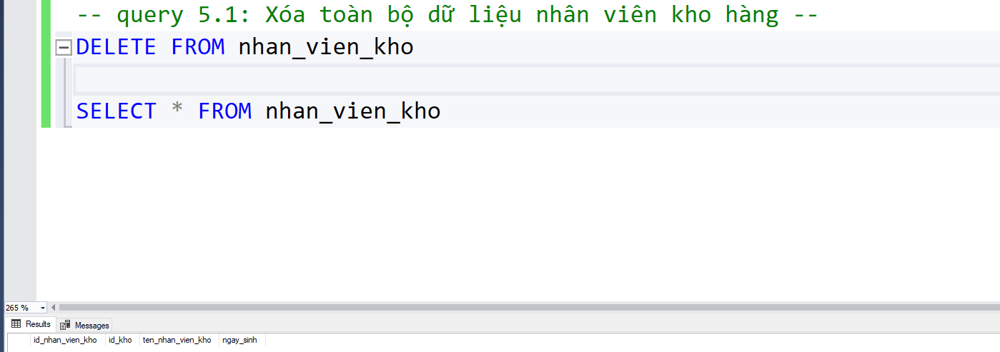 -- query 5.1: Xóa toàn bộ dữ liệu nhân viên kho hàng --
DELETE FROM nhan_vien_kho
SELECT * FROM nhan_vien_kho
265 %
Results Messages
id_nhan_vien_kho id_kho ten_nhan_vien_kho ngay_sinh